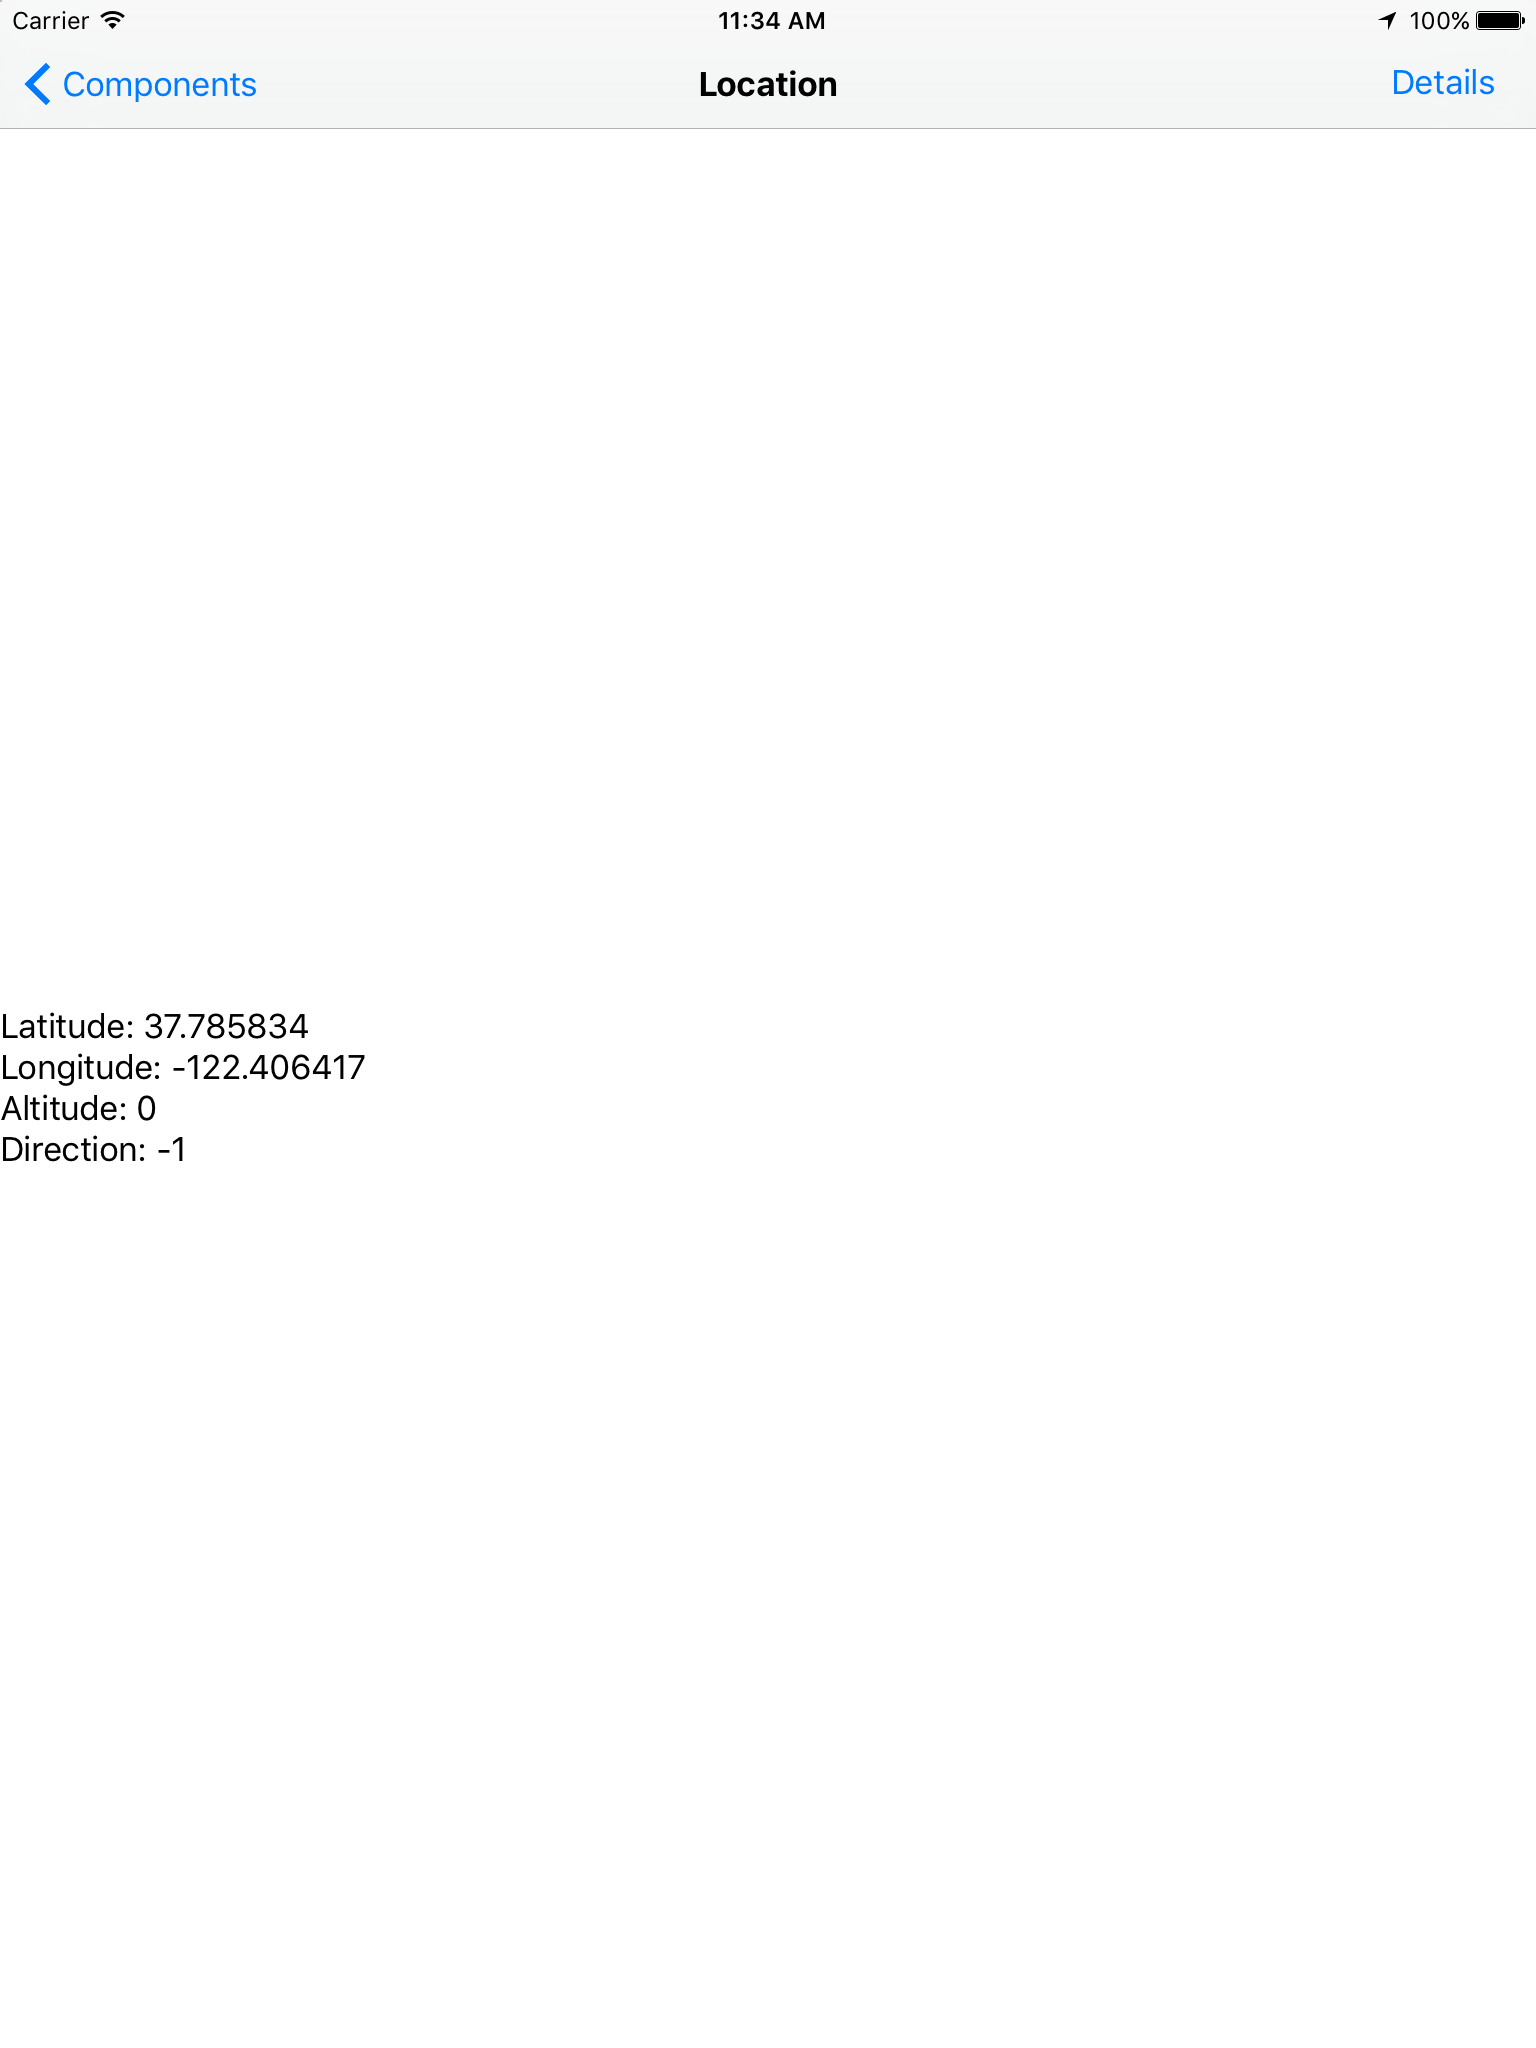 Carrier 11:34 AM 100%
Components Location Details
Latitude: 37.785834
Longitude: -122.406417
Altitude: 0
Direction: -1